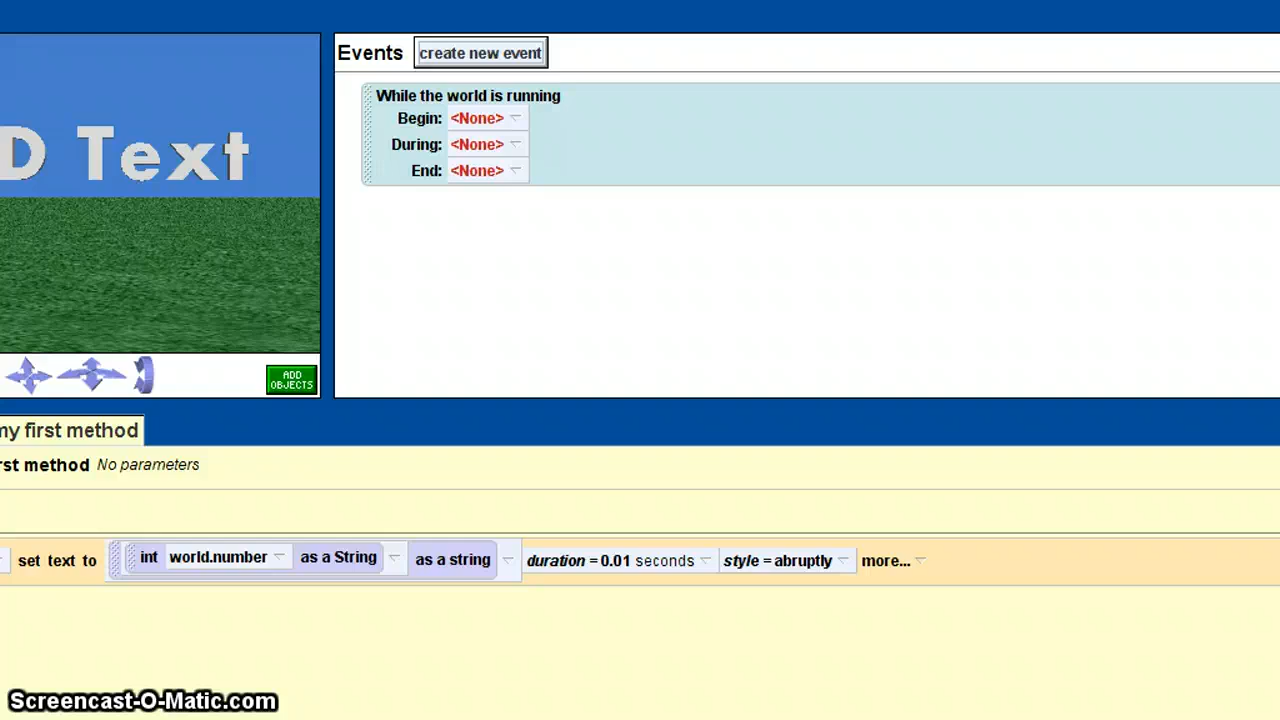 Events create new event
While the world is running
Begin: <None>
During: <None>
End: <None>
D Text
ADD
OBJECTS
my first method
rst method No parameters
set text to int world.number as a String as a string duration = 0.01 seconds style = abruptly more...
Screencast-O-Matic.com